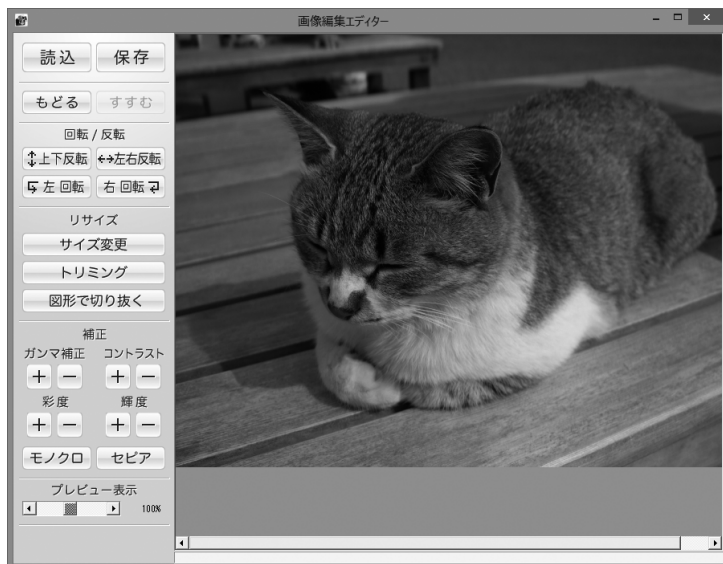 画像編集エディター
読込 保存
もどる すすむ
回転 / 反転
上下反転 左右反転
左 回転 右 回転
リサイズ
サイズ変更
トリミング
図形で切り抜く
補正
ガンマ補正 コントラスト
+ − + −
彩度 輝度
+ − + −
モノクロ セピア
プレビュー表示
100%